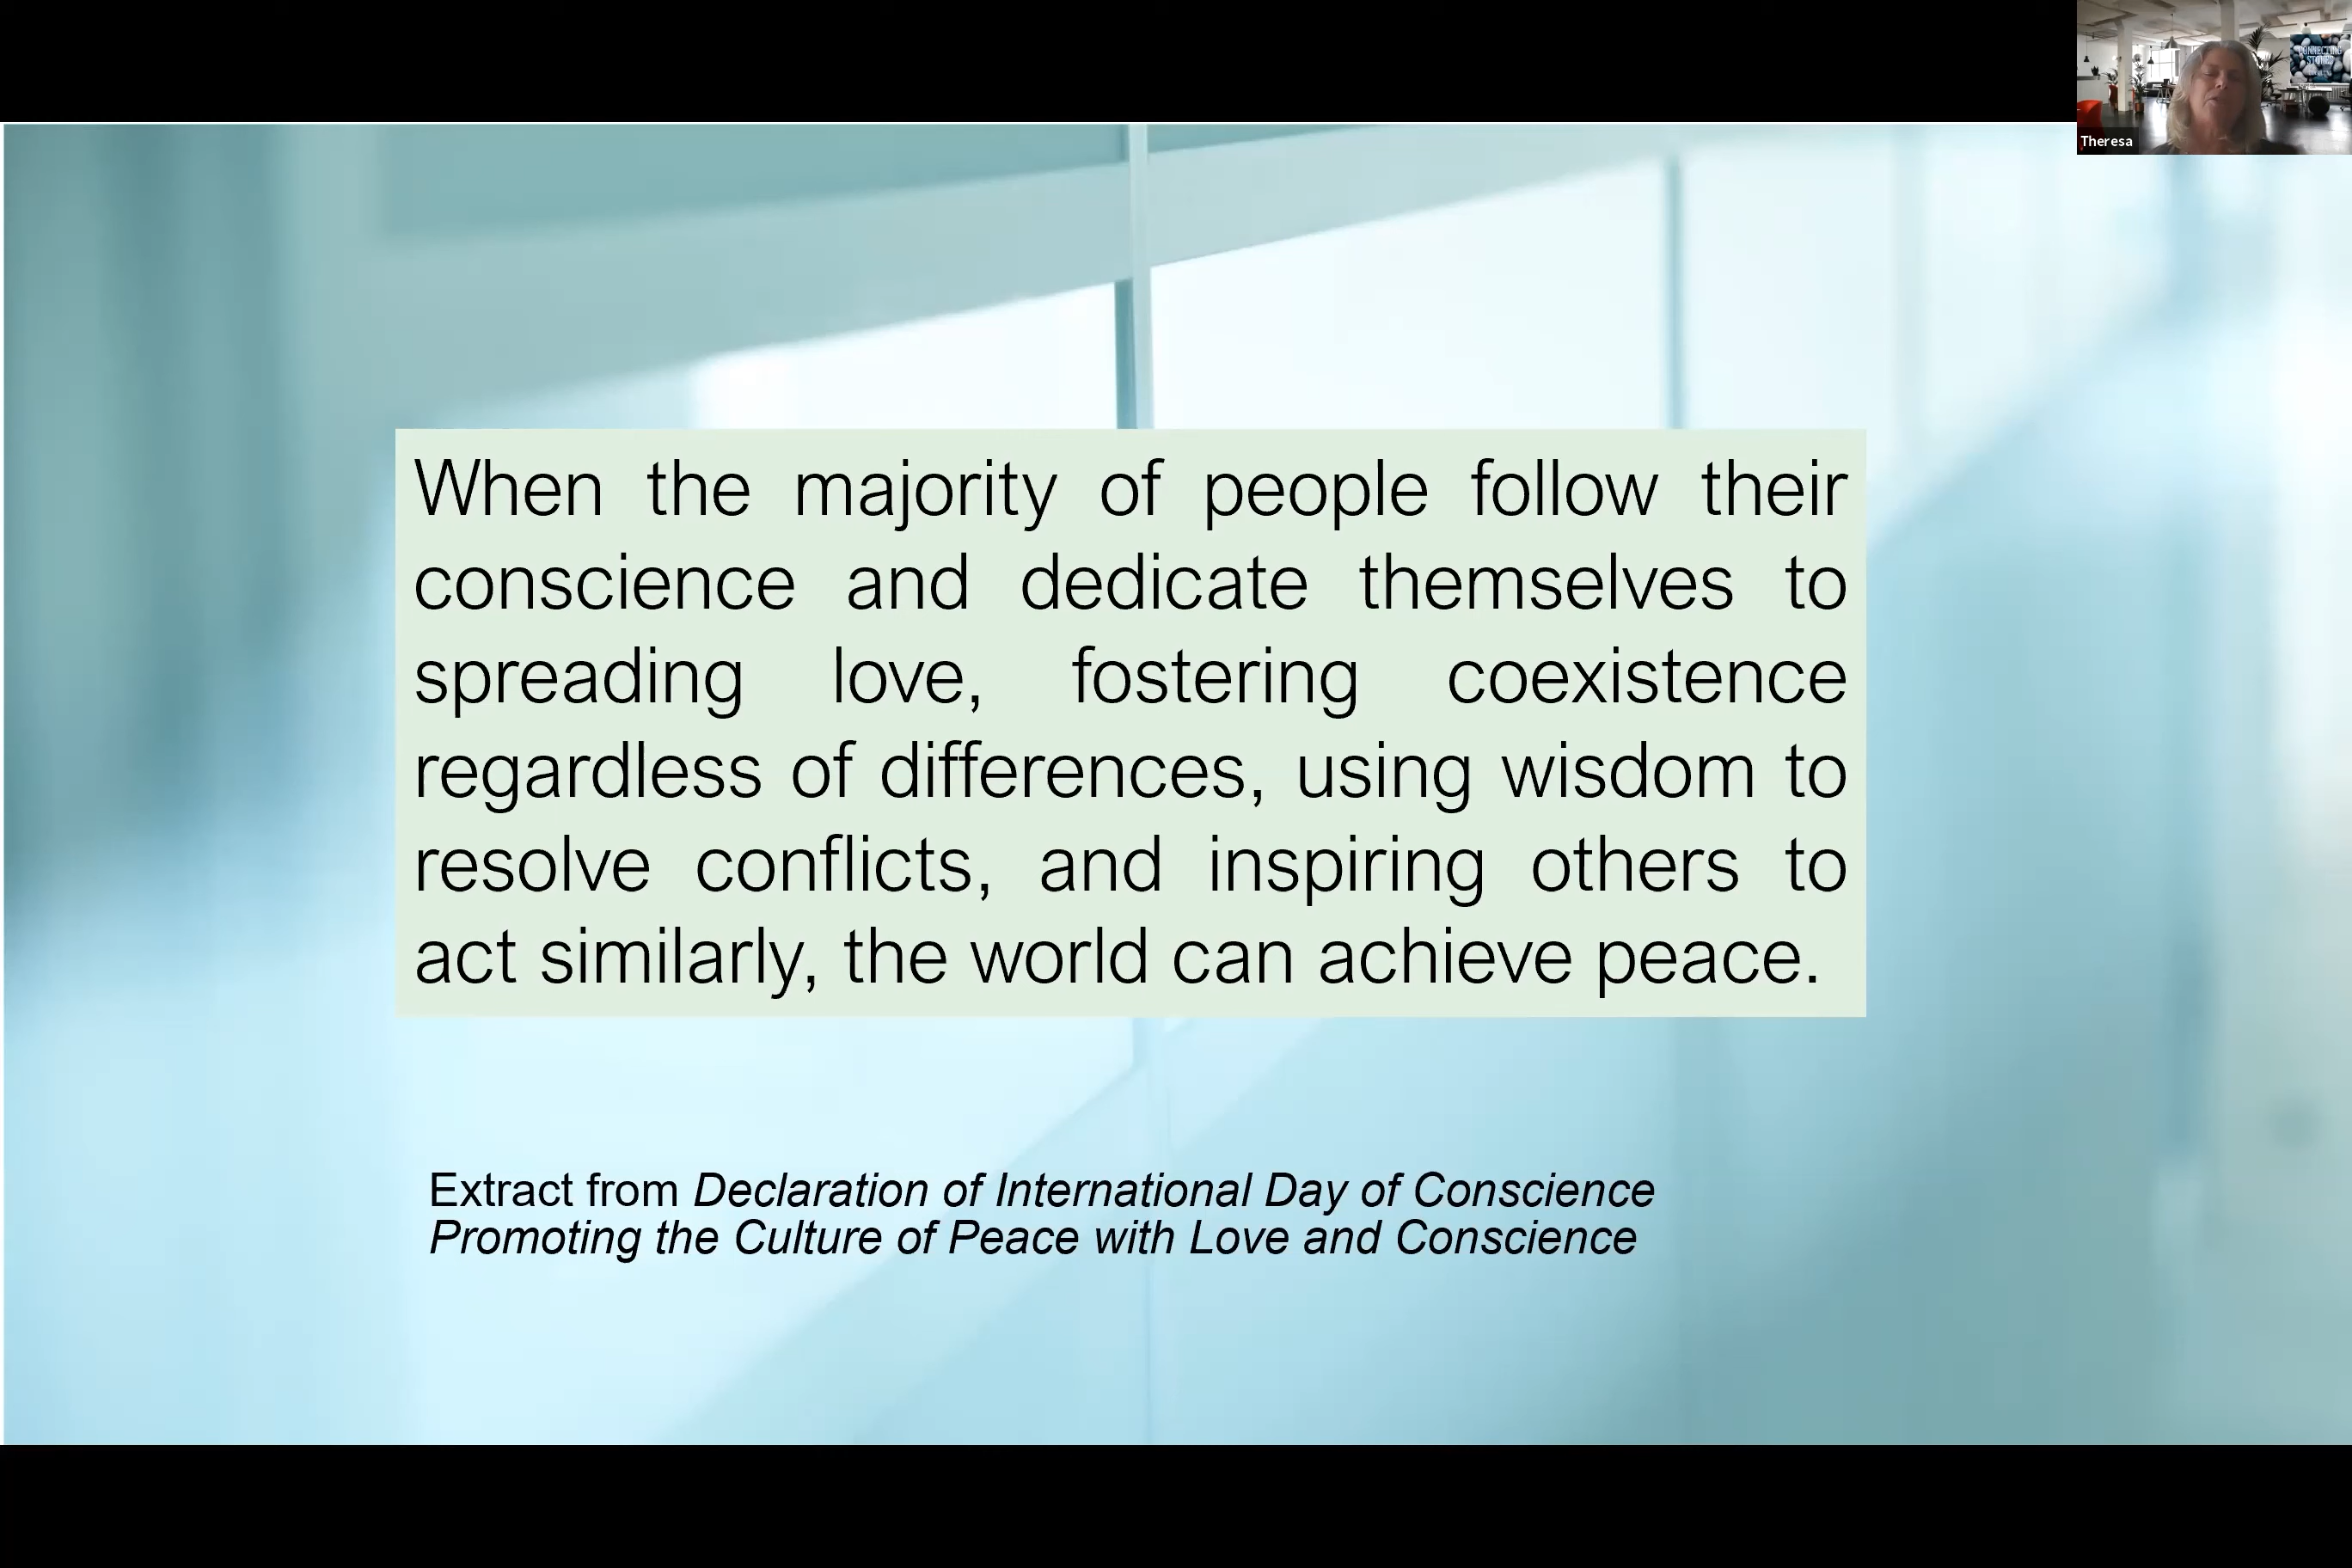 CONNECTING
STONES
Theresa
When the majority of people follow their
conscience and dedicate themselves to
spreading love, fostering coexistence
regardless of differences, using wisdom to
resolve conflicts, and inspiring others to
act similarly, the world can achieve peace.
Extract from Declaration of International Day of Conscience
Promoting the Culture of Peace with Love and Conscience